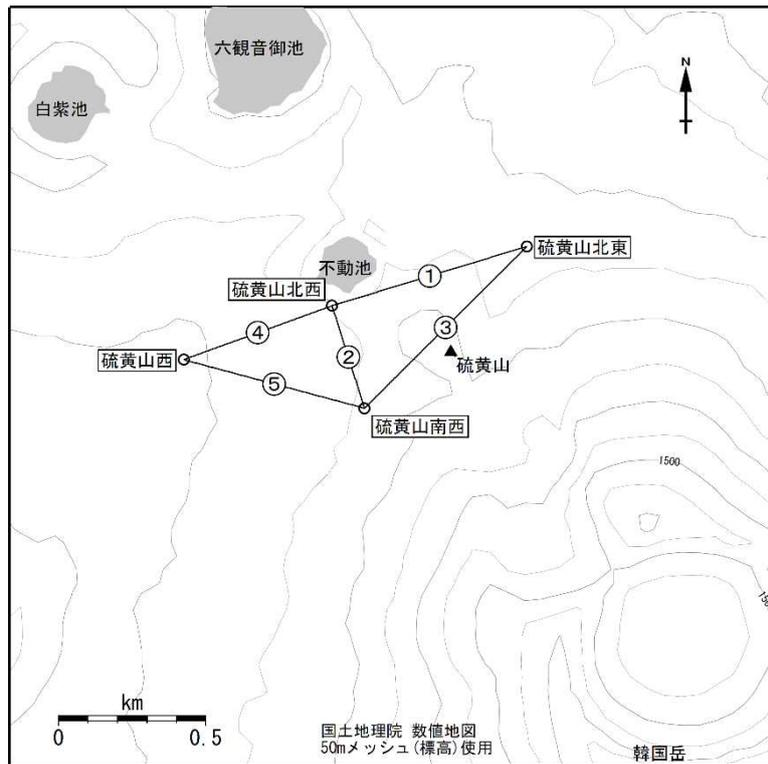 六観音御池
白紫池
N
不動池
硫黄山北東
①
硫黄山北西
③
④
硫黄山西
②
硫黄山
⑤
硫黄山南西
1500
km
0
0.5
国土地理院 数値地図
50mメッシュ(標高)使用
韓国岳